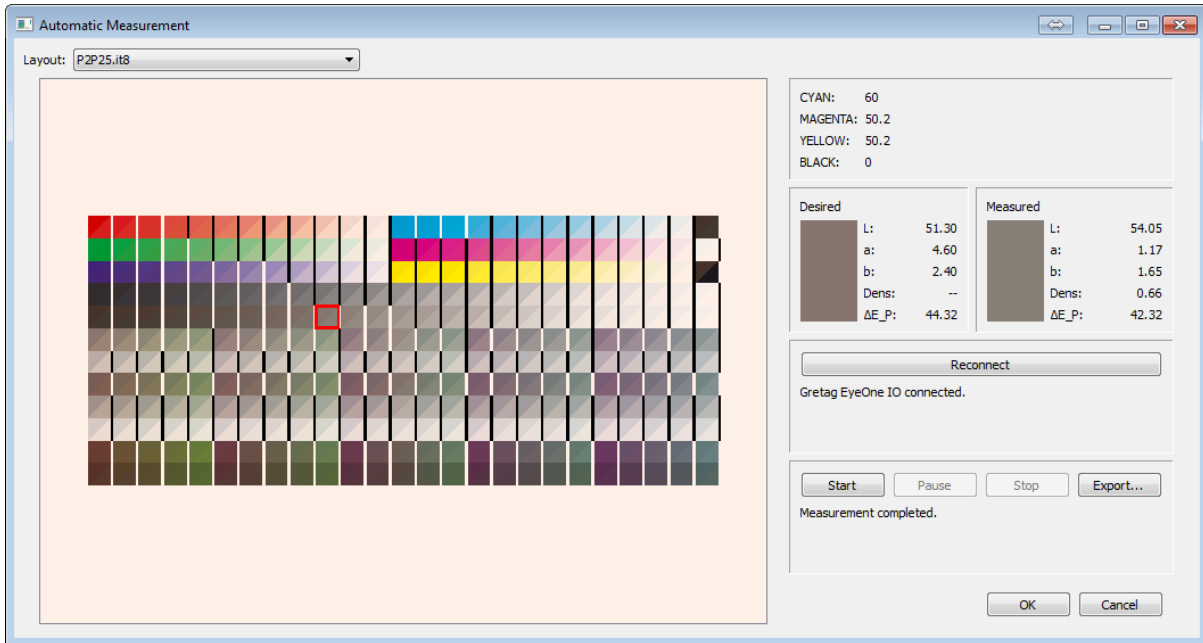 Automatic Measurement
Layout: P2P25.it8
CYAN: 60
MAGENTA: 50.2
YELLOW: 50.2
BLACK: 0
Desired
L: 51.30
a: 4.60
b: 2.40
Dens: --
ΔE_P: 44.32
Measured
L: 54.05
a: 1.17
b: 1.65
Dens: 0.66
ΔE_P: 42.32
Reconnect
Gretag EyeOne IO connected.
Start Pause Stop Export...
Measurement completed.
OK Cancel